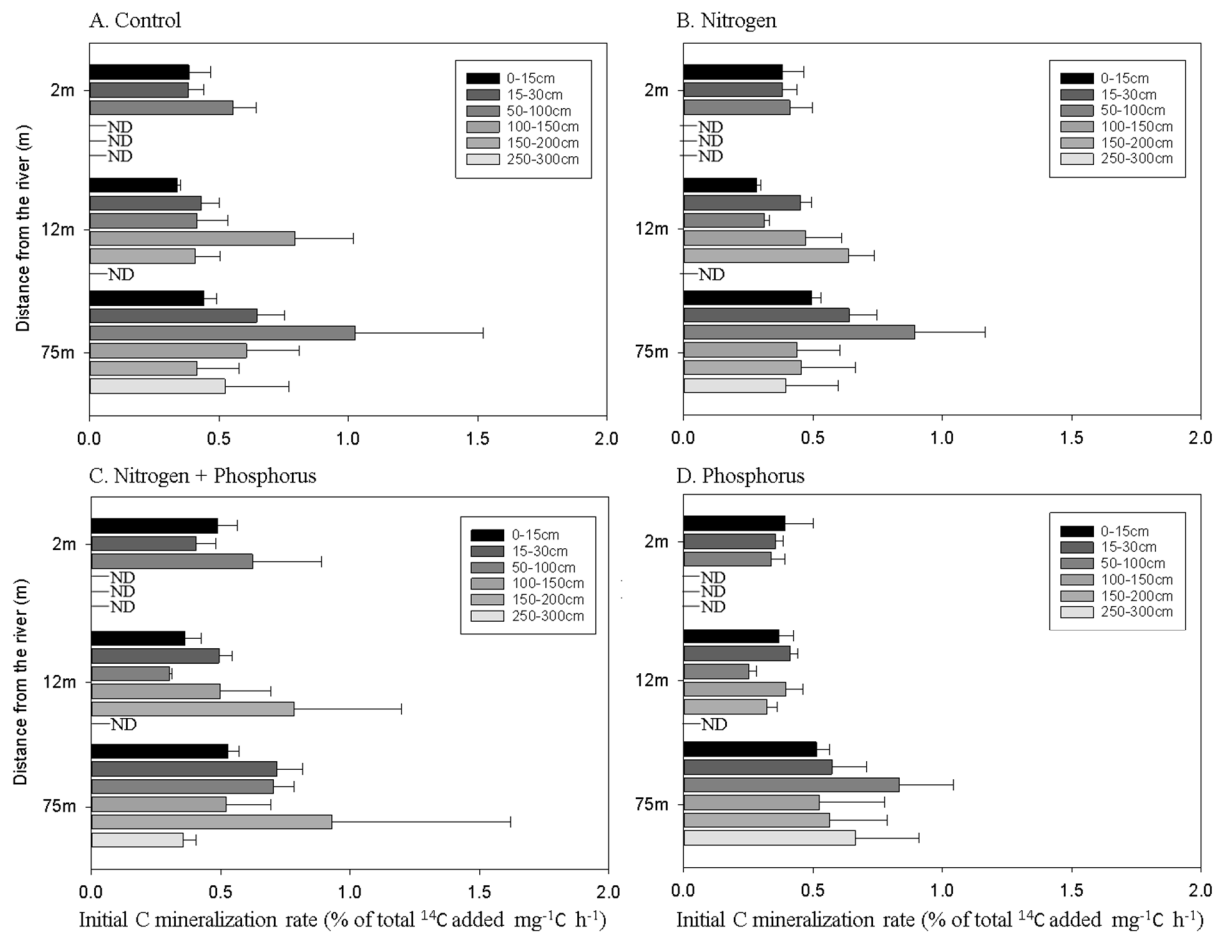 A. Control
0-15cm
15-30cm
50-100cm
100-150cm
150-200cm
250-300cm
Distance from the river (m)
2m
ND
ND
ND
12m
ND
75m
0.0 0.5 1.0 1.5 2.0
B. Nitrogen
0-15cm
15-30cm
50-100cm
100-150cm
150-200cm
250-300cm
2m
ND
ND
ND
12m
ND
75m
0.0 0.5 1.0 1.5 2.0
C. Nitrogen + Phosphorus
0-15cm
15-30cm
50-100cm
100-150cm
150-200cm
250-300cm
Distance from the river (m)
2m
ND
ND
ND
12m
ND
75m
0.0 0.5 1.0 1.5 2.0
Initial C mineralization rate (% of total ¹⁴C added mg⁻¹C h⁻¹)
D. Phosphorus
0-15cm
15-30cm
50-100cm
100-150cm
150-200cm
250-300cm
2m
ND
ND
ND
12m
ND
75m
0.0 0.5 1.0 1.5 2.0
Initial C mineralization rate (% of total ¹⁴C added mg⁻¹C h⁻¹)